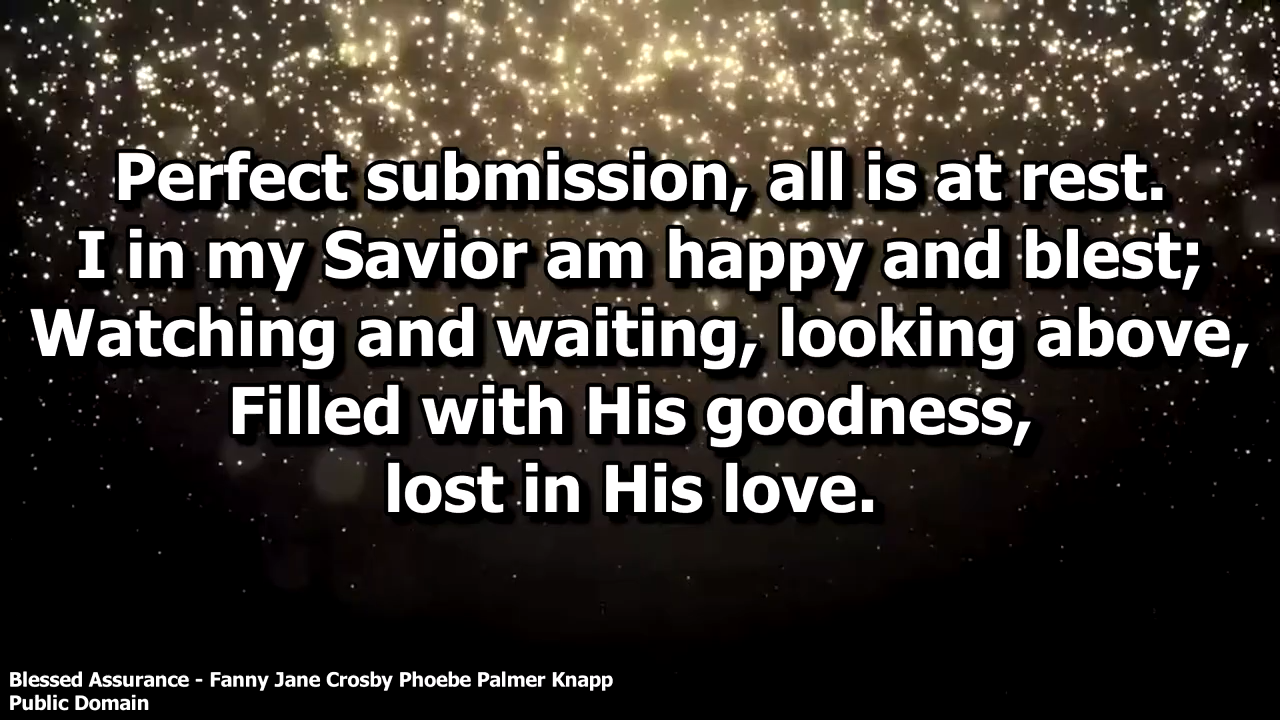 Perfect submission, all is at rest.
I in my Savior am happy and blest;
Watching and waiting, looking above,
Filled with His goodness,
lost in His love.
Blessed Assurance - Fanny Jane Crosby Phoebe Palmer Knapp
Public Domain